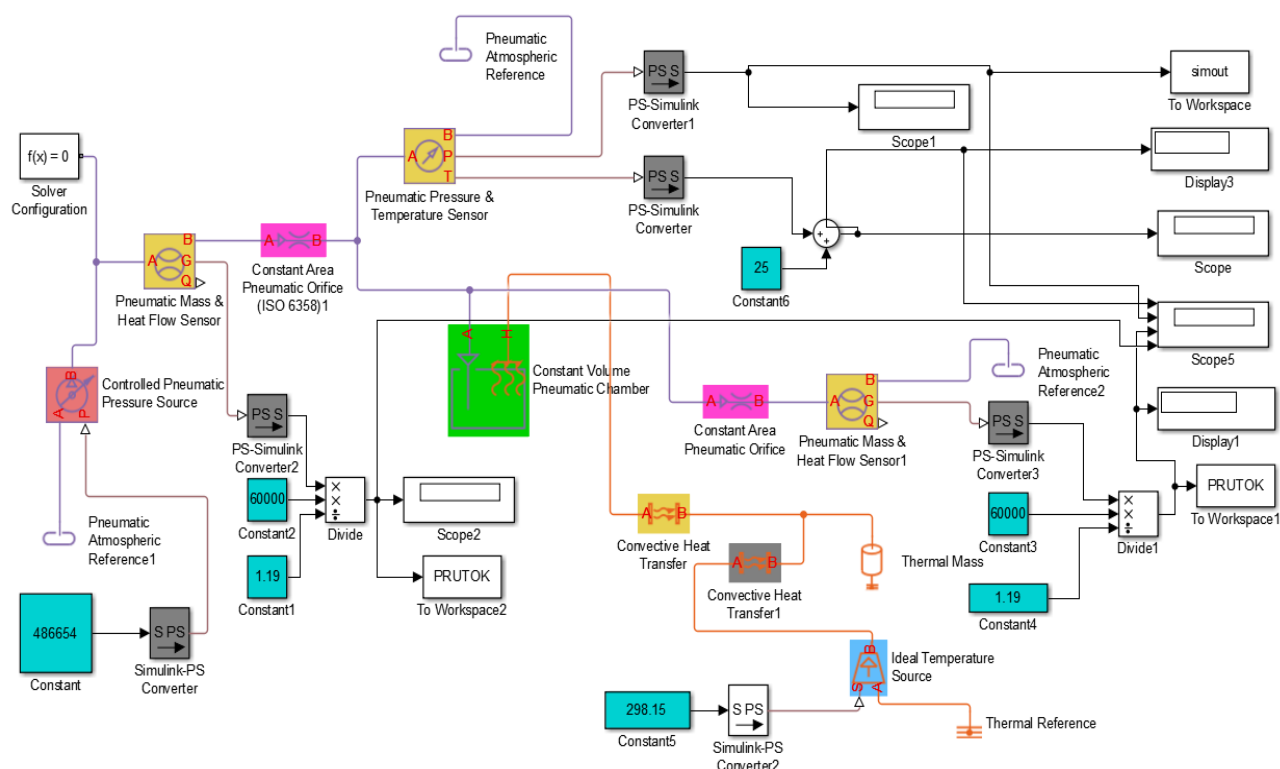 Pneumatic
Atmospheric
Reference
PS S
PS-Simulink
Converter1
simout
To Workspace
Scope1
f(x) = 0
Solver
Configuration
A
B
P
T
Pneumatic Pressure &
Temperature Sensor
PS S
PS-Simulink
Converter
Display3
+
+
25
Constant6
Scope
A
B
G
Q
Pneumatic Mass &
Heat Flow Sensor
A
B
Constant Area
Pneumatic Orifice
(ISO 6358)1
Scope5
A
H
Constant Volume
Pneumatic Chamber
Pneumatic
Atmospheric
Reference2
B
A
P
Controlled Pneumatic
Pressure Source
A
B
Constant Area
Pneumatic Orifice
A
B
G
Q
Pneumatic Mass &
Heat Flow Sensor1
PS S
PS-Simulink
Converter3
Display1
PS S
PS-Simulink
Converter2
60000
Constant2
×
×
÷
Divide
Scope2
PRUTOK
To Workspace2
1.19
Constant1
Pneumatic
Atmospheric
Reference1
A
B
Convective Heat
Transfer
A
B
Convective Heat
Transfer1
Thermal Mass
60000
Constant3
×
×
÷
Divide1
PRUTOK
To Workspace1
1.19
Constant4
486654
Constant
S PS
Simulink-PS
Converter
B
S
A
Ideal Temperature
Source
298.15
Constant5
S PS
Simulink-PS
Converter2
Thermal Reference